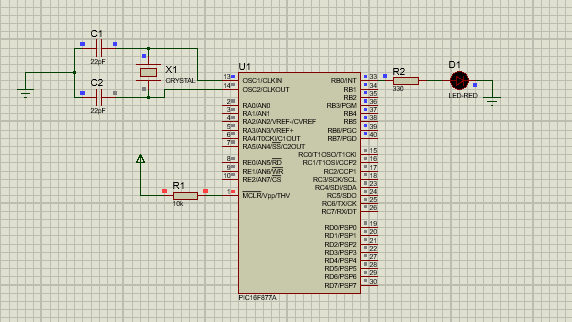 C1
22pF
X1
CRYSTAL
C2
22pF
R1
10k
U1
13 OSC1/CLKIN
14 OSC2/CLKOUT
2 RA0/AN0
3 RA1/AN1
4 RA2/AN2/VREF-/CVREF
5 RA3/AN3/VREF+
6 RA4/T0CKI/C1OUT
7 RA5/AN4/SS/C2OUT
8 RE0/AN5/RD
9 RE1/AN6/WR
10 RE2/AN7/CS
1 MCLR/Vpp/THV
RB0/INT 33
RB1 34
RB2 35
RB3/PGM 36
RB4 37
RB5 38
RB6/PGC 39
RB7/PGD 40
RC0/T1OSO/T1CKI 15
RC1/T1OSI/CCP2 16
RC2/CCP1 17
RC3/SCK/SCL 18
RC4/SDI/SDA 23
RC5/SDO 24
RC6/TX/CK 25
RC7/RX/DT 26
RD0/PSP0 19
RD1/PSP1 20
RD2/PSP2 21
RD3/PSP3 22
RD4/PSP4 27
RD5/PSP5 28
RD6/PSP6 29
RD7/PSP7 30
PIC16F877A
R2
330
D1
LED-RED